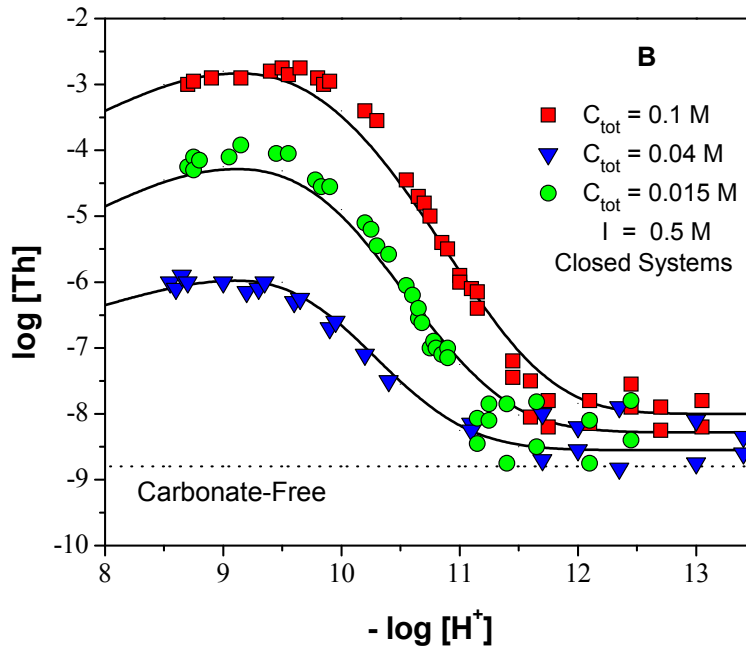 -2
-3
-4
-5
-6
-7
-8
-9
-10
log [Th]
B
C_tot = 0.1 M
C_tot = 0.04 M
C_tot = 0.015 M
I = 0.5 M
Closed Systems
Carbonate-Free
8 9 10 11 12 13
- log [H⁺]